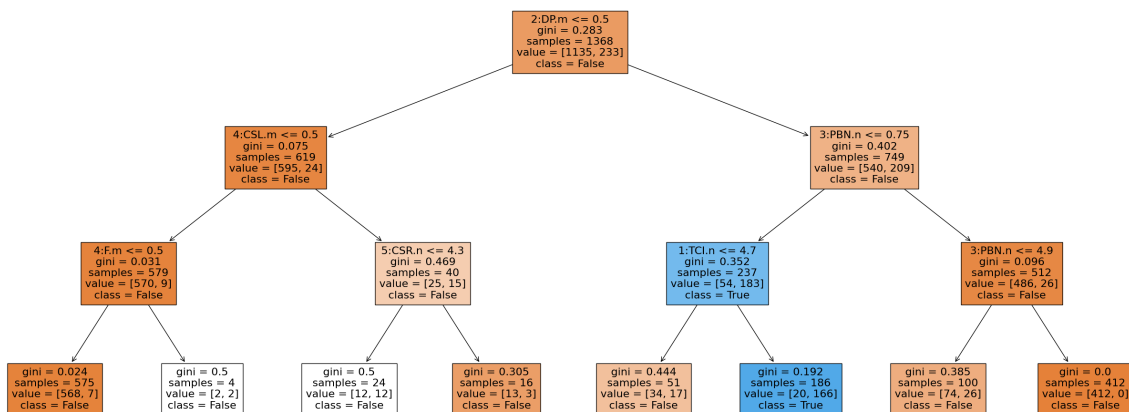 2:DP.m <= 0.5
gini = 0.283
samples = 1368
value = [1135, 233]
class = False
4:CSL.m <= 0.5
gini = 0.075
samples = 619
value = [595, 24]
class = False
3:PBN.n <= 0.75
gini = 0.402
samples = 749
value = [540, 209]
class = False
4:F.m <= 0.5
gini = 0.031
samples = 579
value = [570, 9]
class = False
5:CSR.n <= 4.3
gini = 0.469
samples = 40
value = [25, 15]
class = False
1:TCI.n <= 4.7
gini = 0.352
samples = 237
value = [54, 183]
class = True
3:PBN.n <= 4.9
gini = 0.096
samples = 512
value = [486, 26]
class = False
gini = 0.024
samples = 575
value = [568, 7]
class = False
gini = 0.5
samples = 4
value = [2, 2]
class = False
gini = 0.5
samples = 24
value = [12, 12]
class = False
gini = 0.305
samples = 16
value = [13, 3]
class = False
gini = 0.444
samples = 51
value = [34, 17]
class = False
gini = 0.192
samples = 186
value = [20, 166]
class = True
gini = 0.385
samples = 100
value = [74, 26]
class = False
gini = 0.0
samples = 412
value = [412, 0]
class = False